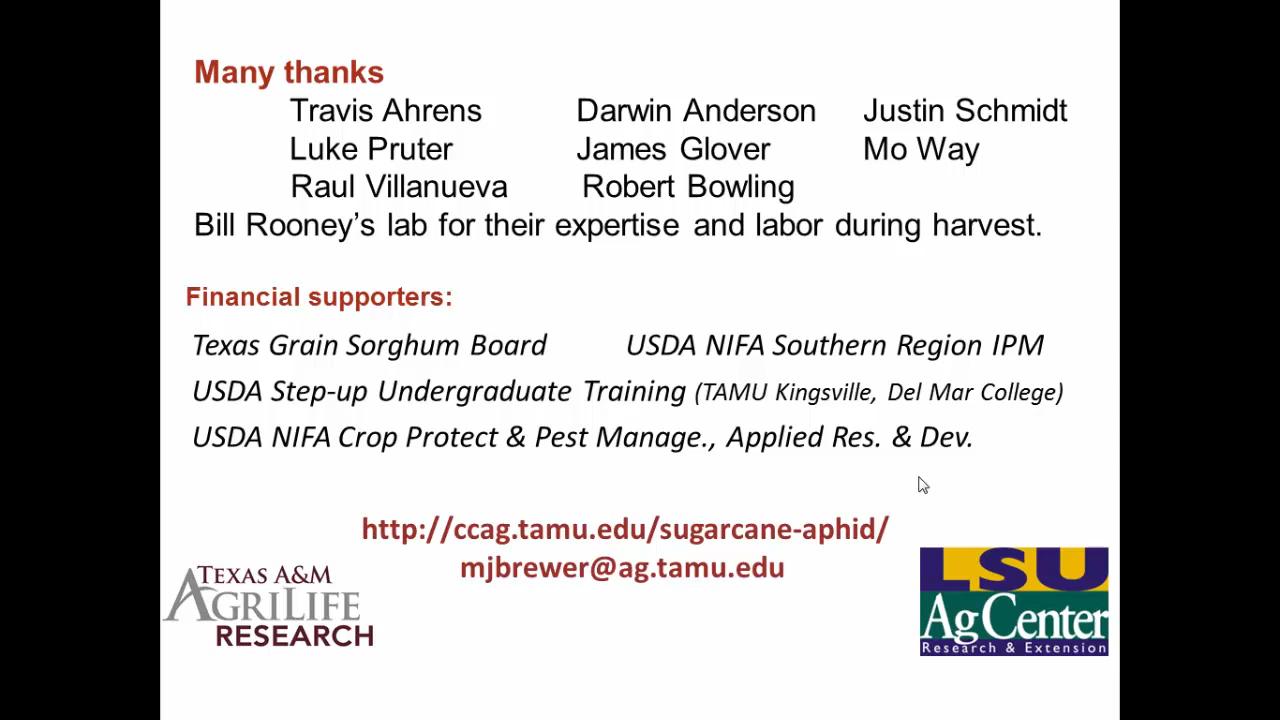 Many thanks
Travis Ahrens Darwin Anderson Justin Schmidt
Luke Pruter James Glover Mo Way
Raul Villanueva Robert Bowling
Bill Rooney’s lab for their expertise and labor during harvest.
Financial supporters:
Texas Grain Sorghum Board USDA NIFA Southern Region IPM
USDA Step-up Undergraduate Training (TAMU Kingsville, Del Mar College)
USDA NIFA Crop Protect & Pest Manage., Applied Res. & Dev.
http://ccag.tamu.edu/sugarcane-aphid/
mjbrewer@ag.tamu.edu
TEXAS A&M
AGRILIFE
RESEARCH
LSU
AgCenter
Research & Extension